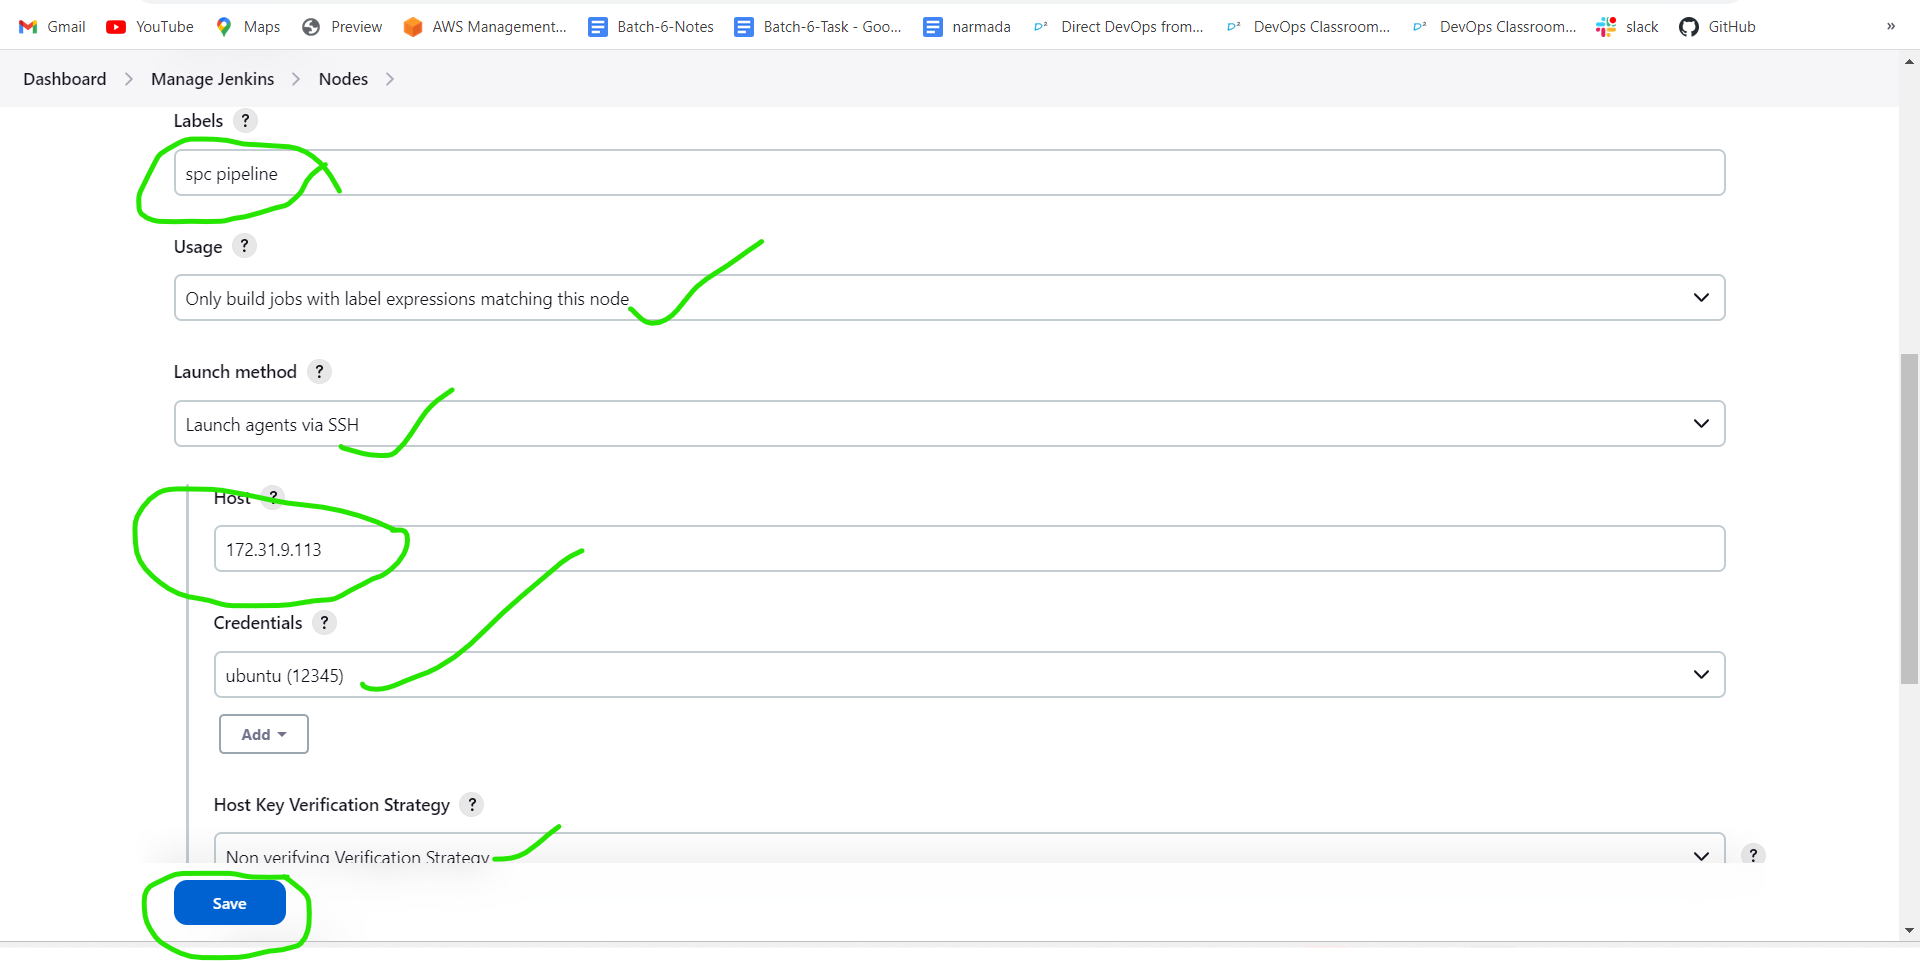 Gmail YouTube Maps Preview AWS Management... Batch-6-Notes Batch-6-Task - Goo... narmada Direct DevOps from... DevOps Classroom... DevOps Classroom... slack GitHub »
Dashboard > Manage Jenkins > Nodes >
Labels ?
spc pipeline
Usage ?
Only build jobs with label expressions matching this node
Launch method ?
Launch agents via SSH
Host ?
172.31.9.113
Credentials ?
ubuntu (12345)
Add
Host Key Verification Strategy ?
Non verifying Verification Strategy ?
Save